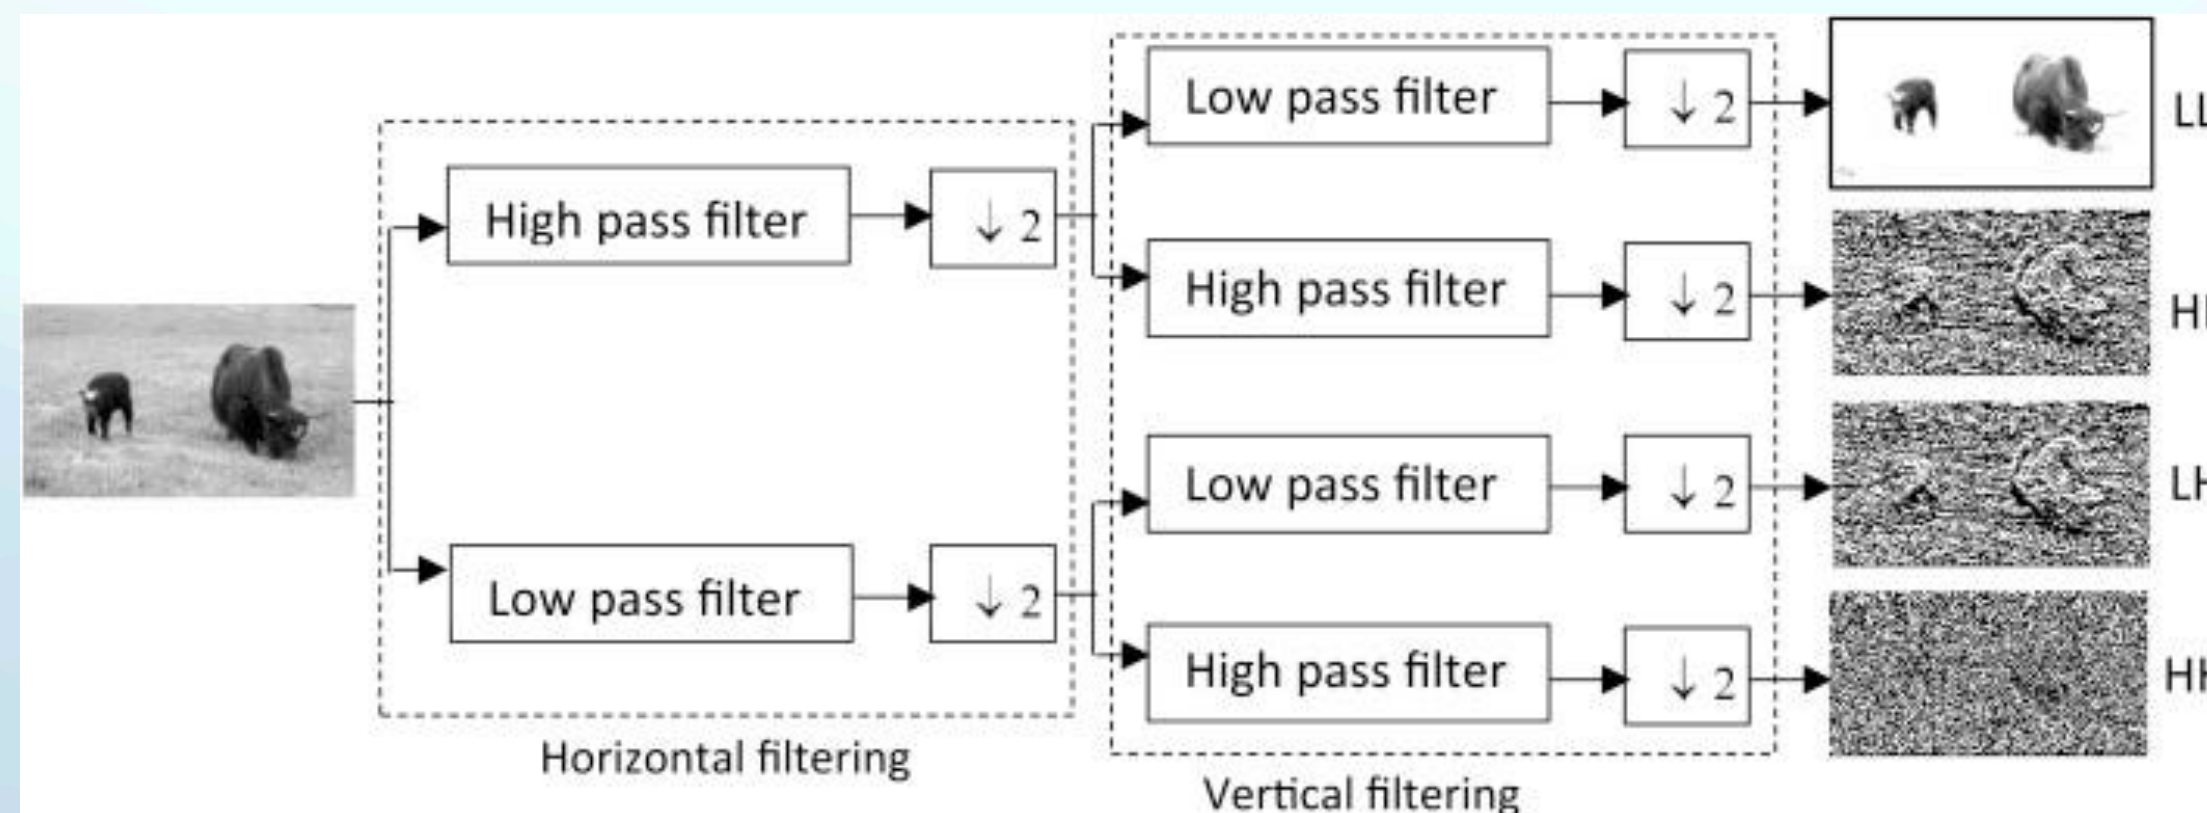 Low pass filter
↓ 2
High pass filter
↓ 2
High pass filter
↓ 2
Low pass filter
↓ 2
Low pass filter
↓ 2
High pass filter
↓ 2
Horizontal filtering
Vertical filtering